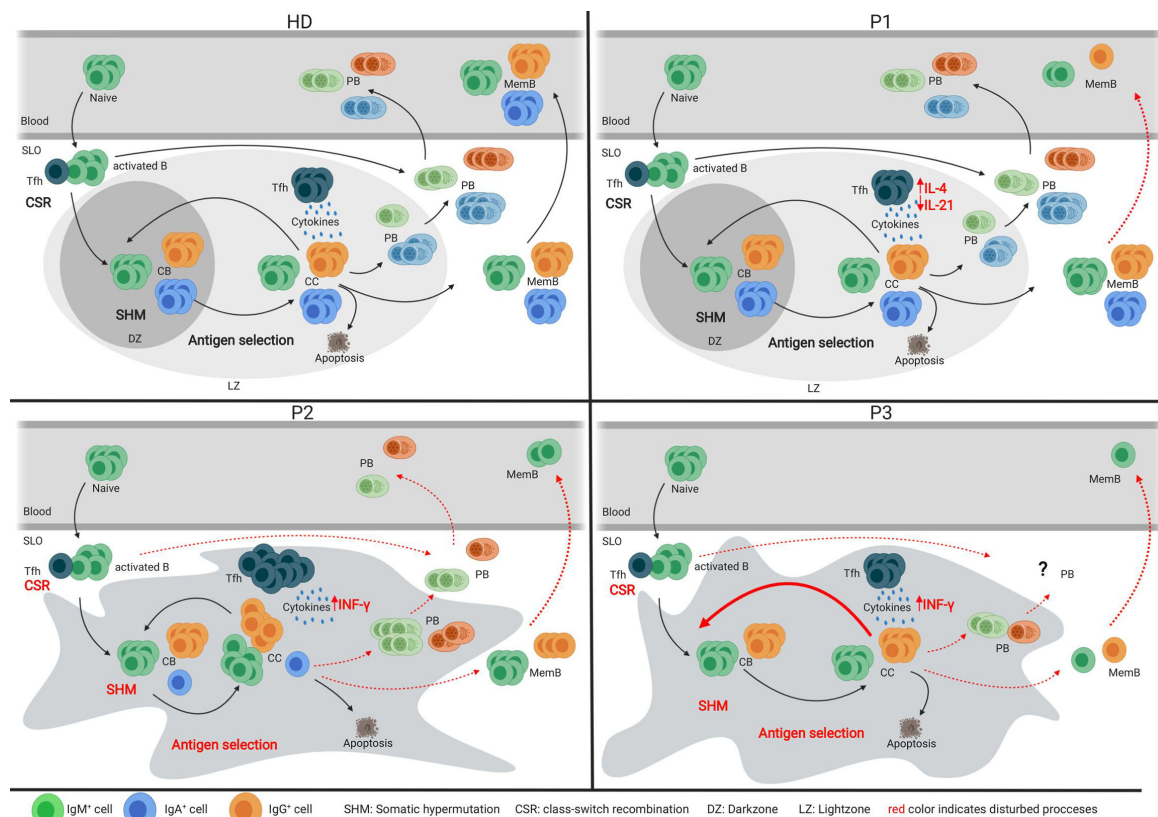 HD
Naive
PB
MemB
Blood
SLO
Tfh
activated B
CSR
Tfh
Cytokines
PB
PB
CB
CC
MemB
SHM
DZ
Antigen selection
Apoptosis
LZ
P1
Naive
PB
MemB
Blood
SLO
Tfh
activated B
CSR
Tfh
IL-4
IL-21
Cytokines
PB
PB
CB
CC
MemB
SHM
DZ
Antigen selection
Apoptosis
LZ
P2
Naive
PB
MemB
Blood
SLO
Tfh
activated B
CSR
Tfh
Cytokines
INF-γ
PB
PB
CB
CC
MemB
SHM
Antigen selection
Apoptosis
P3
Naive
MemB
Blood
SLO
Tfh
activated B
CSR
Tfh
Cytokines
INF-γ
? PB
PB
CB
CC
MemB
SHM
Antigen selection
Apoptosis
IgM+ cell IgA+ cell IgG+ cell SHM: Somatic hypermutation CSR: class-switch recombination DZ: Darkzone LZ: Lightzone red color indicates disturbed procceses